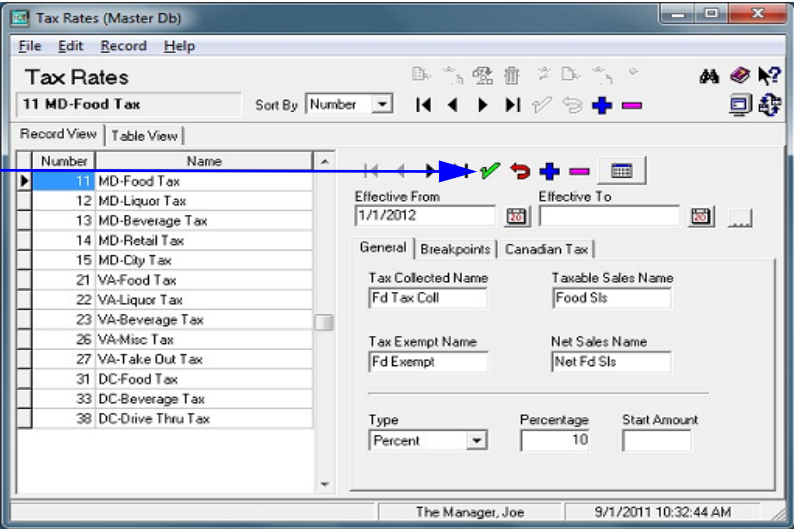 Tax Rates (Master Db)
File Edit Record Help
Tax Rates
11 MD-Food Tax
Sort By Number
Record View Table View
Number Name
11 MD-Food Tax
12 MD-Liquor Tax
13 MD-Beverage Tax
14 MD-Retail Tax
15 MD-City Tax
21 VA-Food Tax
22 VA-Liquor Tax
23 VA-Beverage Tax
26 VA-Misc Tax
27 VA-Take Out Tax
31 DC-Food Tax
33 DC-Beverage Tax
38 DC-Drive Thru Tax
Effective From Effective To
1/1/2012 20 20 ...
General Breakpoints Canadian Tax
Tax Collected Name Taxable Sales Name
Fd Tax Coll Food Sls
Tax Exempt Name Net Sales Name
Fd Exempt Net Fd Sls
Type Percentage Start Amount
Percent 10
The Manager, Joe 9/1/2011 10:32:44 AM